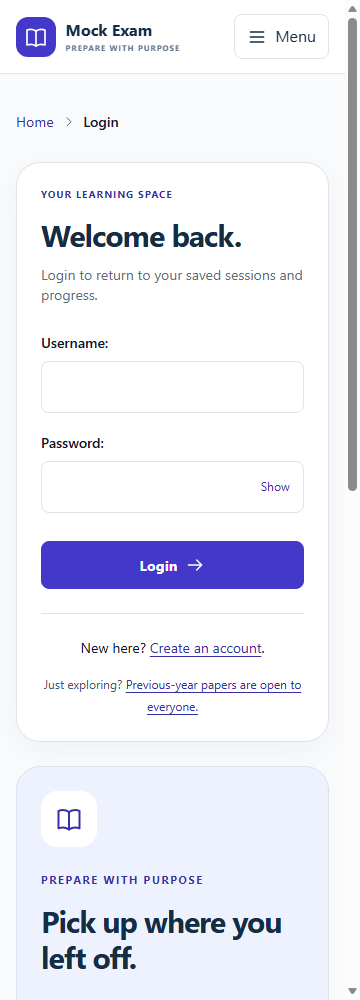 Mock Exam
PREPARE WITH PURPOSE
Menu
Home > Login
YOUR LEARNING SPACE
Welcome back.
Login to return to your saved sessions and
progress.
Username:
Password:
Show
Login →
New here? Create an account.
Just exploring? Previous-year papers are open to
everyone.
PREPARE WITH PURPOSE
Pick up where you
left off.